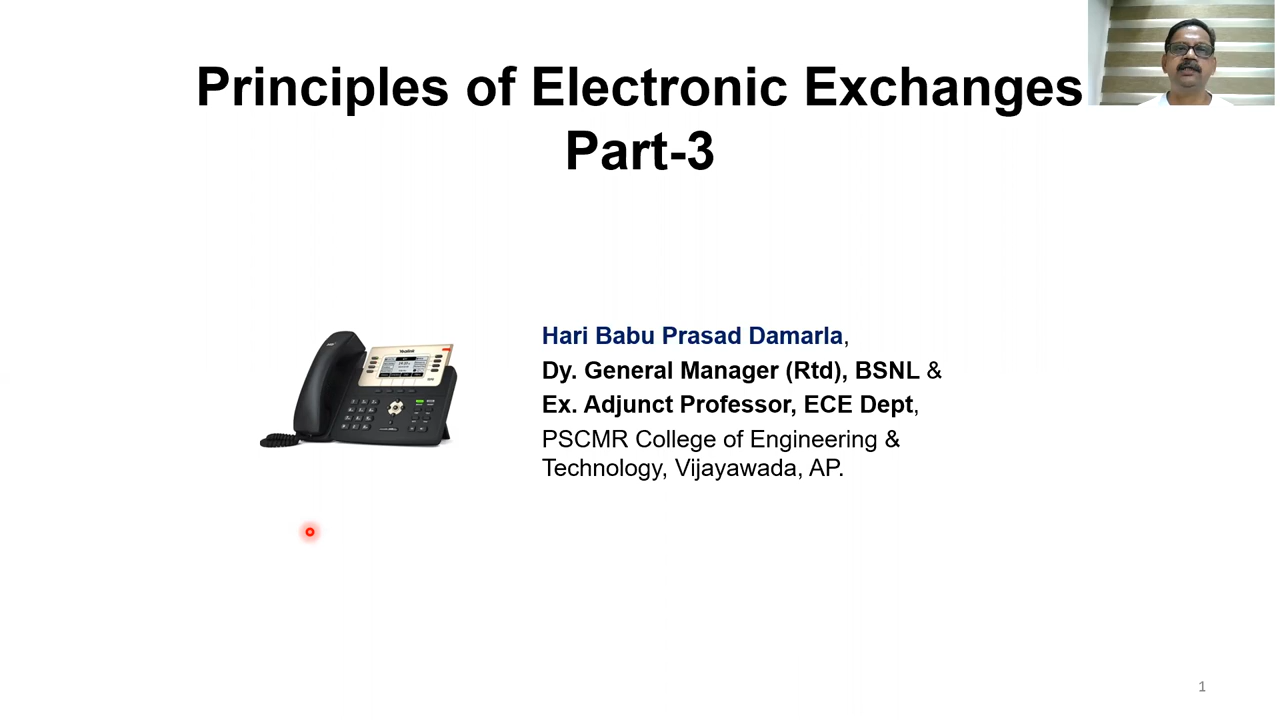 Principles of Electronic Exchanges
Part-3
Hari Babu Prasad Damarla,
Dy. General Manager (Rtd), BSNL &
Ex. Adjunct Professor, ECE Dept,
PSCMR College of Engineering &
Technology, Vijayawada, AP.
1